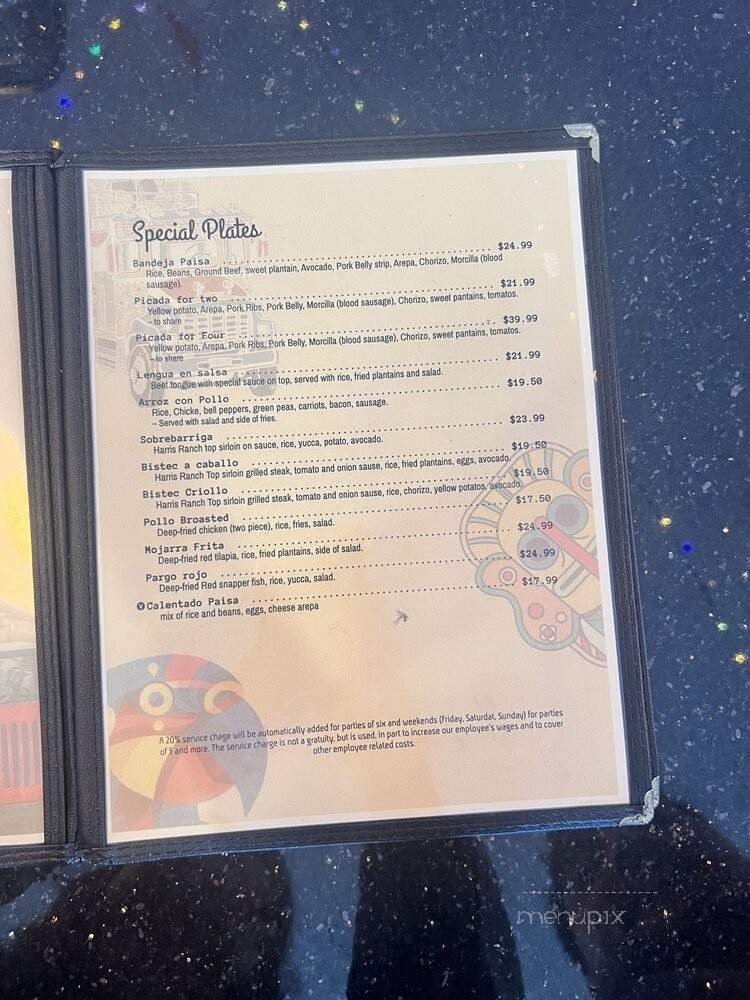 Special Plates
Bandeja Paisa ........ $24.99
Rice, Beans, Ground Beef, sweet plantain, Avocado, Pork Belly strip, Arepa, Chorizo, Morcilla (blood
sausage).
Picada for two ........ $21.99
Yellow potato, Arepa, Pork Ribs, Pork Belly, Morcilla (blood sausage), Chorizo, sweet pantains, tomatos.
– to share
Picada for Four ........ $39.99
Yellow potato, Arepa, Pork Ribs, Pork Belly, Morcilla (blood sausage), Chorizo, sweet pantains, tomatos.
– to share
Lengua en salsa ........ $21.99
Beef tongue with special sauce on top, served with rice, fried plantains and salad.
Arroz con Pollo ........ $19.50
Rice, Chicke, bell peppers, green peas, carriots, bacon, sausage.
– Served with salad and side of fries.
Sobrebarriga ........ $23.99
Harris Ranch top sirloin on sauce, rice, yucca, potato, avocado.
Bistec a caballo ........ $19.50
Harris Ranch Top sirloin grilled steak, tomato and onion sause, rice, fried plantains, eggs, avocado.
Bistec Criollo ........ $19.50
Harris Ranch Top sirloin grilled steak, tomato and onion sause, rice, chorizo, yellow potatos, avocado.
Pollo Broasted ........ $17.50
Deep-fried chicken (two piece), rice, fries, salad.
Mojarra Frita ........ $24.99
Deep-fried red tilapia, rice, fried plantains, side of salad.
Pargo rojo ........ $24.99
Deep-fried Red snapper fish, rice, yucca, salad.
V Calentado Paisa ........ $17.99
mix of rice and beans, eggs, cheese arepa
A 20% service chage will be automatically added for parties of six and weekends (Friday, Saturdat, Sunday) for parties
of 5 and more. The service charge is not a gratuity, but is used, in part to increase our employee's wages and to cover
other employee related costs.
menupix